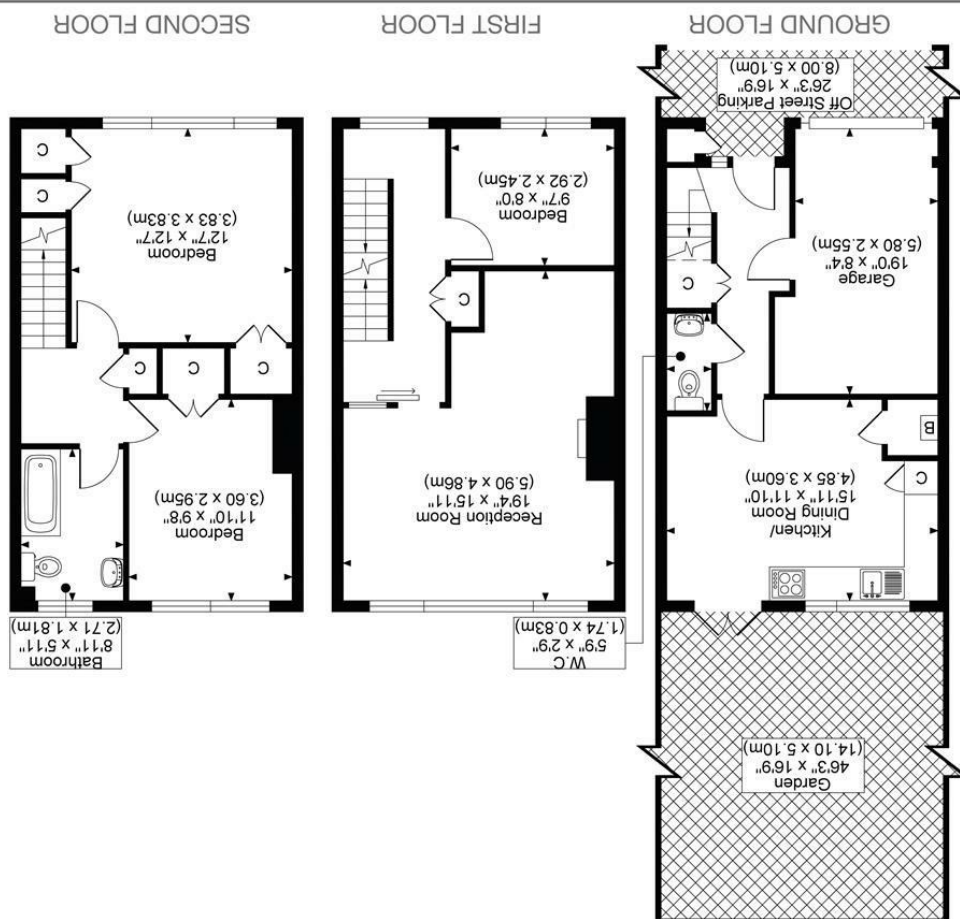 Garden
46'3" x 16'9"
(14.10 x 5.10m)
W.C
5'9" x 2'9"
(1.74 x 0.83m)
Bathroom
8'11" x 5'11"
(2.71 x 1.81m)
Kitchen/
Dining Room
15'11" x 11'10"
(4.85 x 3.60m)
C
B
Reception Room
19'4" x 15'11"
(5.90 x 4.86m)
Bedroom
11'10" x 9'8"
(3.60 x 2.95m)
C
C
C
Garage
19'0" x 8'4"
(5.80 x 2.55m)
C
C
Bedroom
9'7" x 8'0"
(2.92 x 2.45m)
Bedroom
12'7" x 12'7"
(3.83 x 3.83m)
C
C
Off Street Parking
26'3" x 16'9"
(8.00 x 5.10m)
GROUND FLOOR
FIRST FLOOR
SECOND FLOOR